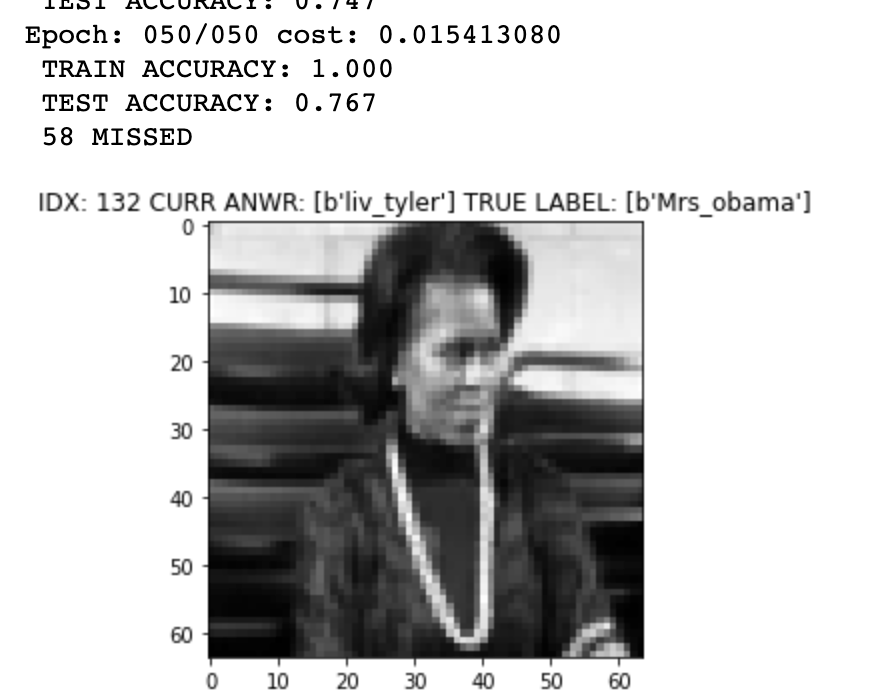 TEST ACCURACY: 0.747
Epoch: 050/050 cost: 0.015413080
TRAIN ACCURACY: 1.000
TEST ACCURACY: 0.767
58 MISSED
IDX: 132 CURR ANWR: [b'liv_tyler'] TRUE LABEL: [b'Mrs_obama']
0
10
20
30
40
50
60
0 10 20 30 40 50 60